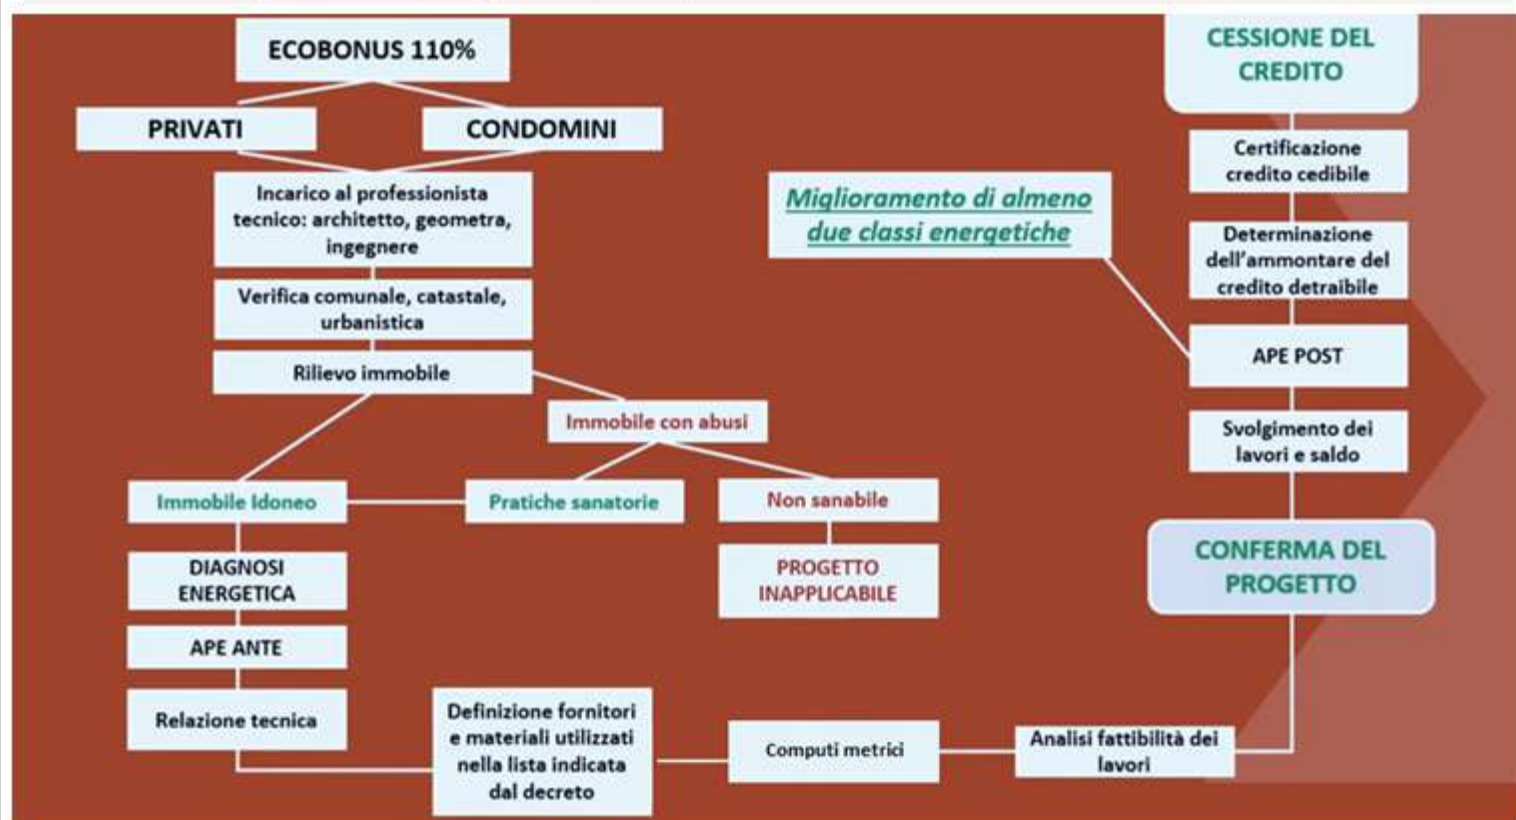 ECOBONUS 110%
PRIVATI
CONDOMINI
Incarico al professionista
tecnico: architetto, geometra,
ingegnere
Verifica comunale, catastale,
urbanistica
Rilievo immobile
Immobile con abusi
Immobile Idoneo
Pratiche sanatorie
Non sanabile
PROGETTO
INAPPLICABILE
DIAGNOSI
ENERGETICA
APE ANTE
Relazione tecnica
Definizione fornitori
e materiali utilizzati
nella lista indicata
dal decreto
Computi metrici
Analisi fattibilità dei
lavori
CONFERMA DEL
PROGETTO
Svolgimento dei
lavori e saldo
APE POST
Miglioramento di almeno
due classi energetiche
Determinazione
dell'ammontare del
credito detraibile
Certificazione
credito cedibile
CESSIONE DEL
CREDITO